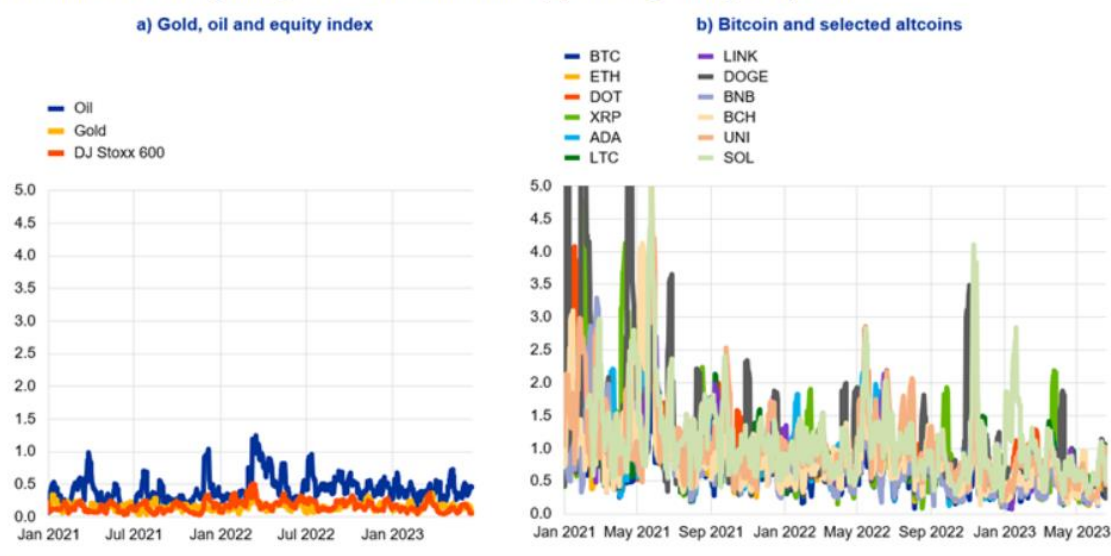 a) Gold, oil and equity index
Oil
Gold
DJ Stoxx 600
5.0
4.5
4.0
3.5
3.0
2.5
2.0
1.5
1.0
0.5
0.0
Jan 2021 Jul 2021 Jan 2022 Jul 2022 Jan 2023
b) Bitcoin and selected altcoins
BTC LINK
ETH DOGE
DOT BNB
XRP BCH
ADA UNI
LTC SOL
5.0
4.5
4.0
3.5
3.0
2.5
2.0
1.5
1.0
0.5
0.0
Jan 2021 May 2021 Sep 2021 Jan 2022 May 2022 Sep 2022 Jan 2023 May 2023